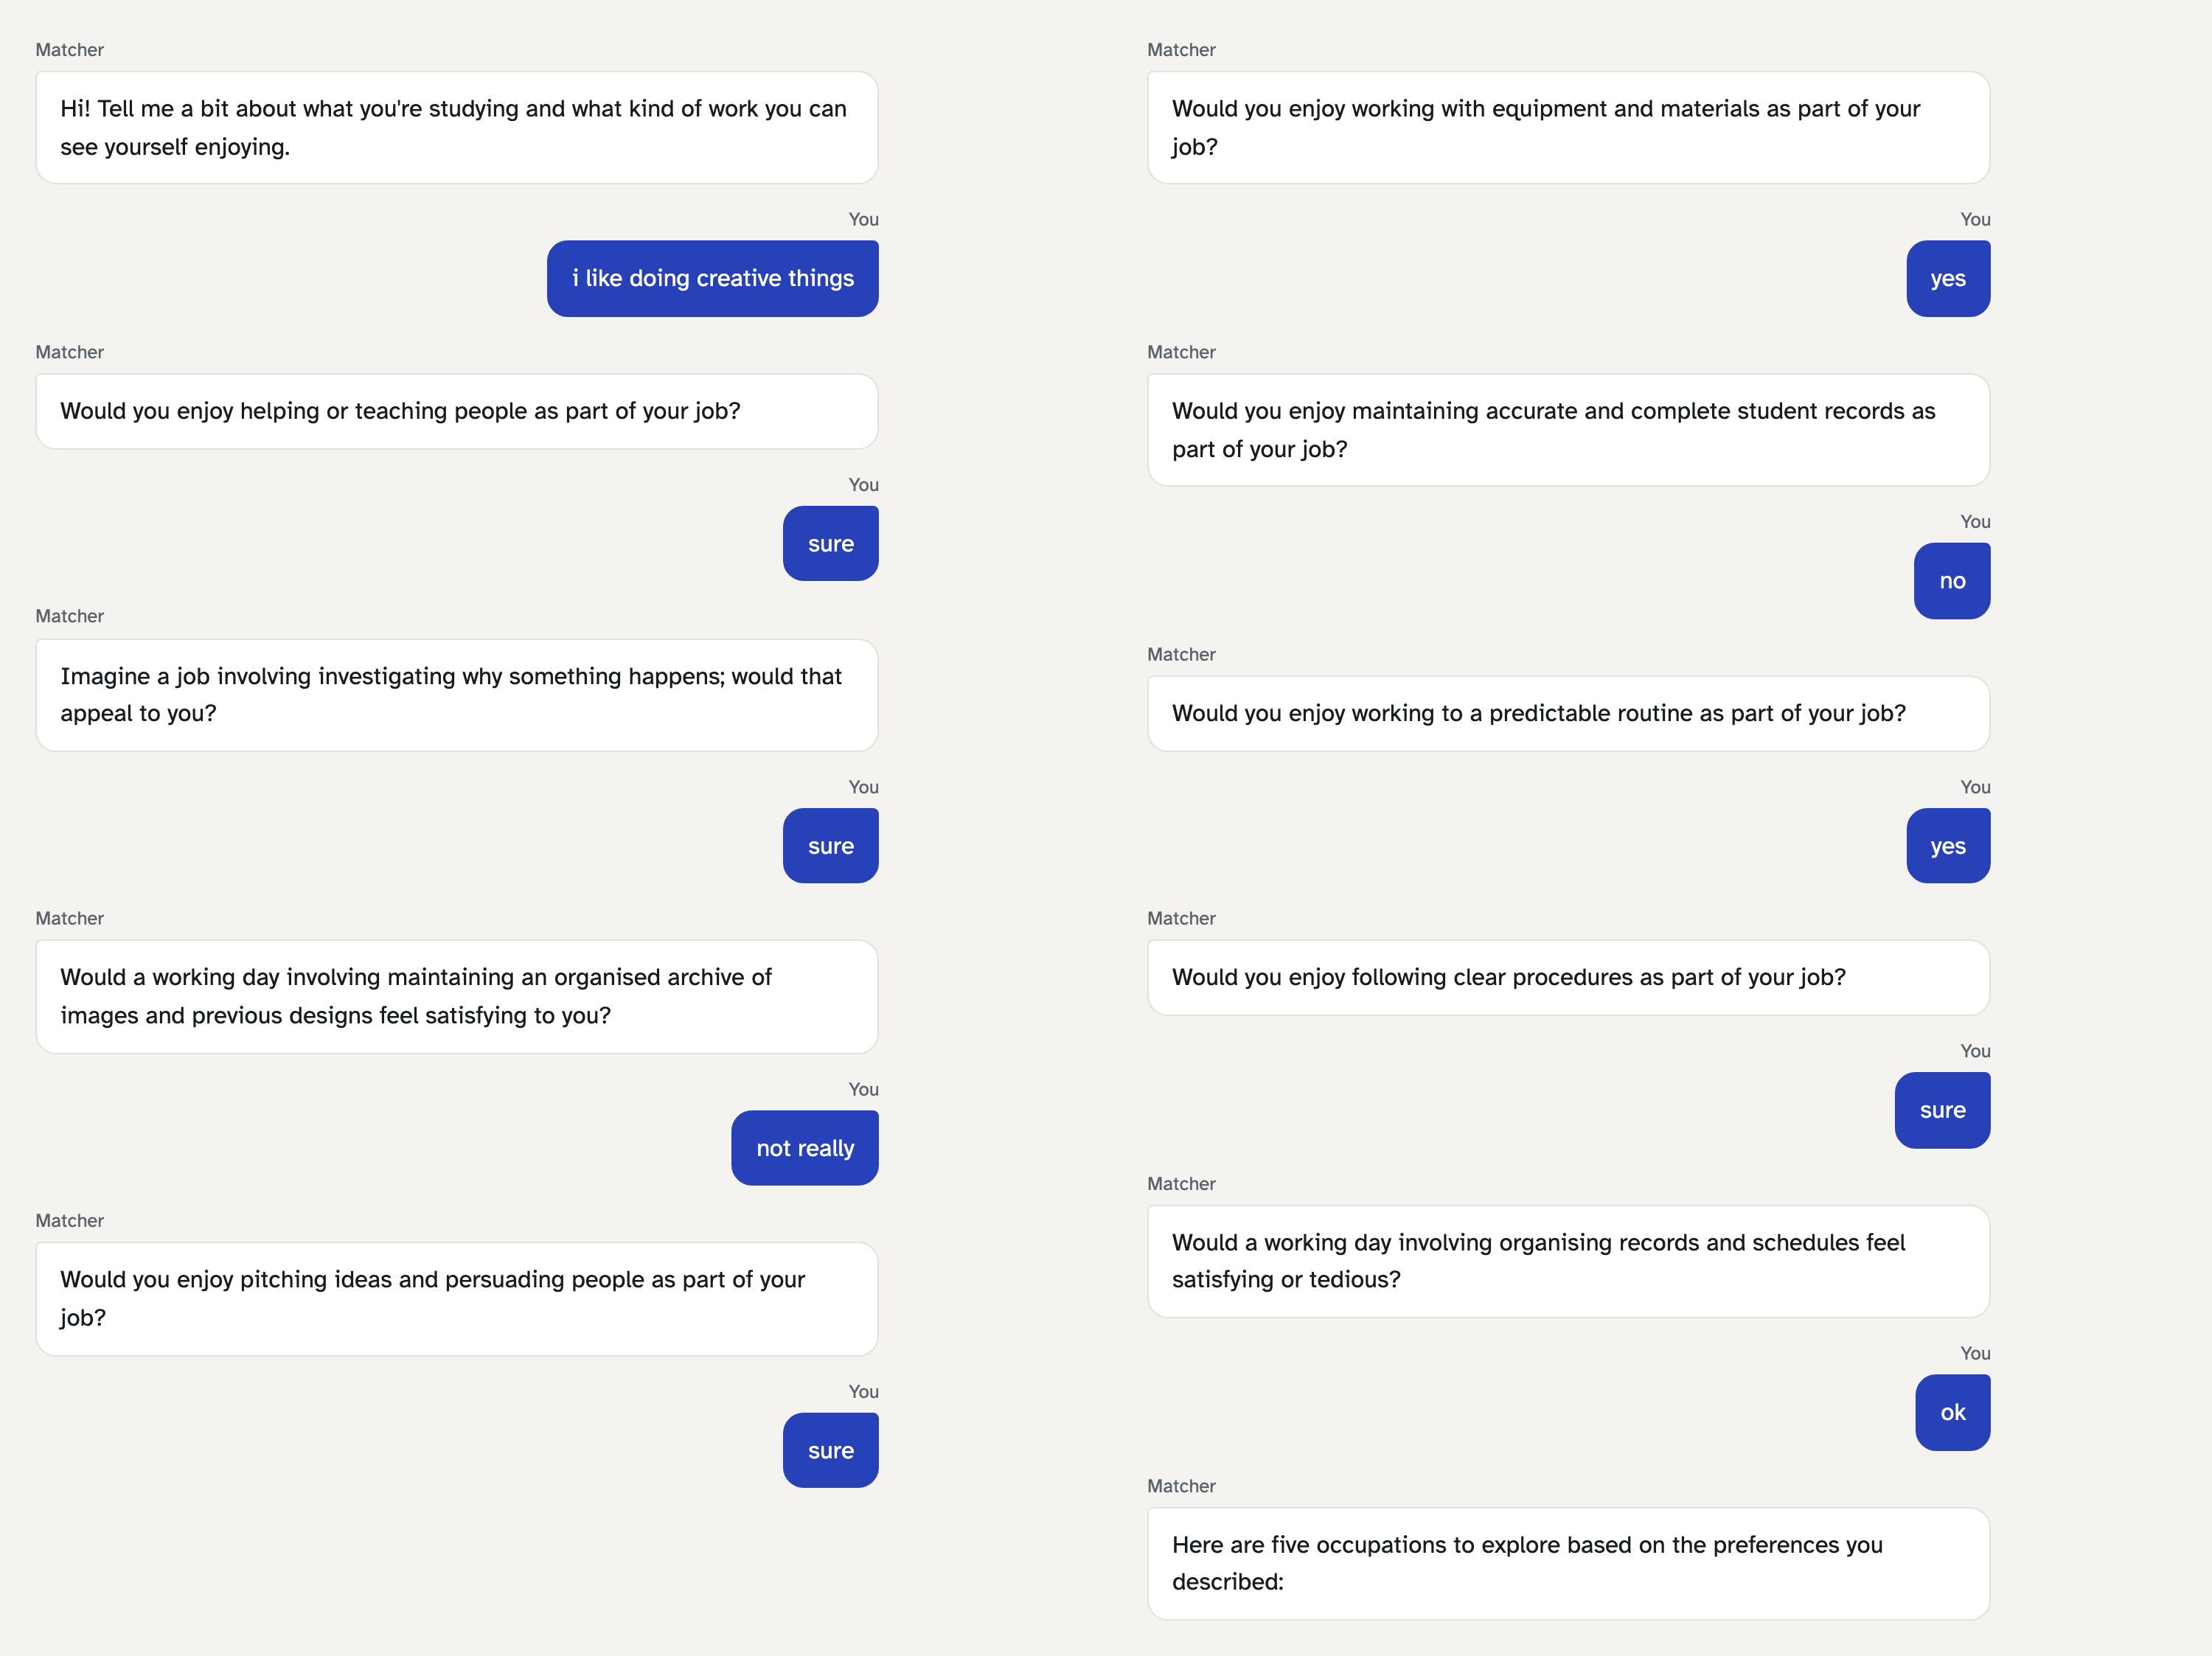 Matcher
Hi! Tell me a bit about what you're studying and what kind of work you can
see yourself enjoying.
You
i like doing creative things
Matcher
Would you enjoy helping or teaching people as part of your job?
You
sure
Matcher
Imagine a job involving investigating why something happens; would that
appeal to you?
You
sure
Matcher
Would a working day involving maintaining an organised archive of
images and previous designs feel satisfying to you?
You
not really
Matcher
Would you enjoy pitching ideas and persuading people as part of your
job?
You
sure
Matcher
Would you enjoy working with equipment and materials as part of your
job?
You
yes
Matcher
Would you enjoy maintaining accurate and complete student records as
part of your job?
You
no
Matcher
Would you enjoy working to a predictable routine as part of your job?
You
yes
Matcher
Would you enjoy following clear procedures as part of your job?
You
sure
Matcher
Would a working day involving organising records and schedules feel
satisfying or tedious?
You
ok
Matcher
Here are five occupations to explore based on the preferences you
described: